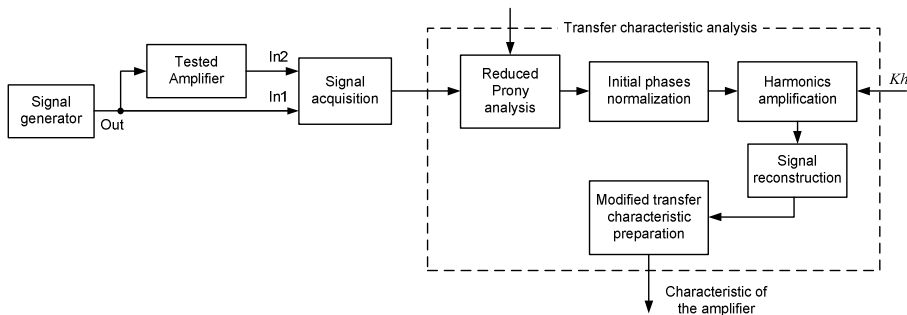 Transfer characteristic analysis
Tested
Amplifier
In2
Signal
acquisition
Reduced
Prony
analysis
Initial phases
normalization
Harmonics
amplification
Kh
Signal
generator
Out
In1
Signal
reconstruction
Modified transfer
characteristic
preparation
Characteristic of
the amplifier